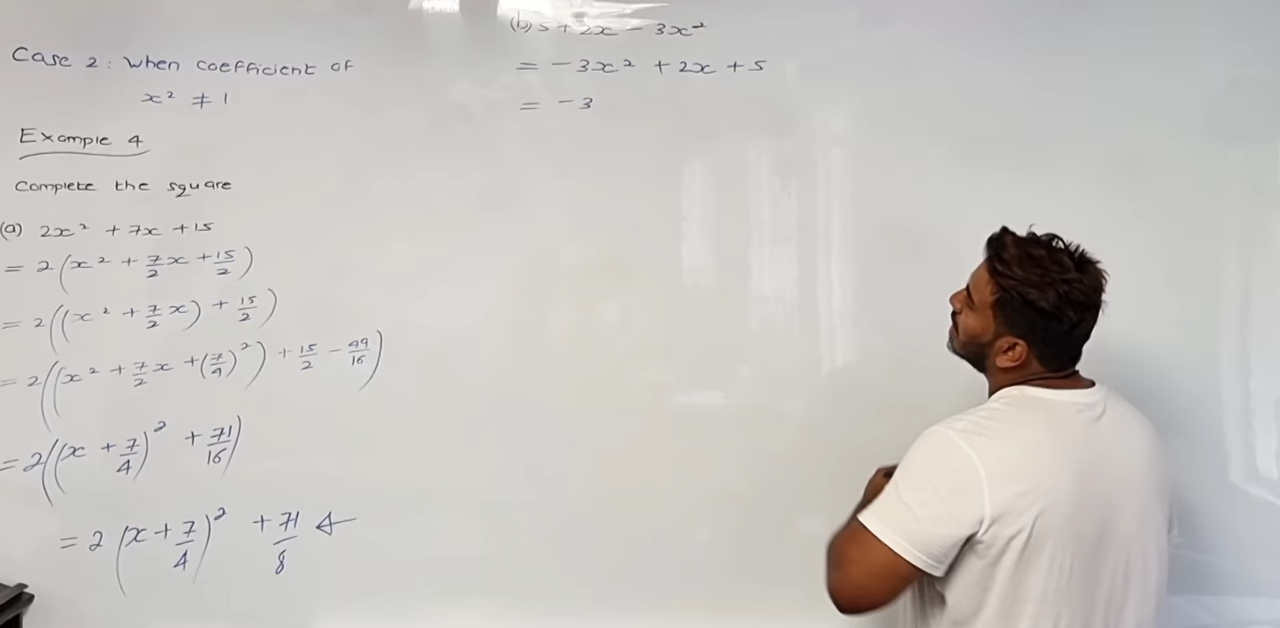 Case 2: When coefficient of
x² ≠ 1
Example 4
Complete the square
(a) 2x² + 7x + 15
= 2(x² + 7/2 x + 15/2)
= 2((x² + 7/2 x) + 15/2)
= 2((x² + 7/2 x + (7/4)²) + 15/2 - 49/16)
= 2((x + 7/4)² + 71/16)
= 2(x + 7/4)² + 71/8
(b) 5 + 2x - 3x²
= -3x² + 2x + 5
= -3